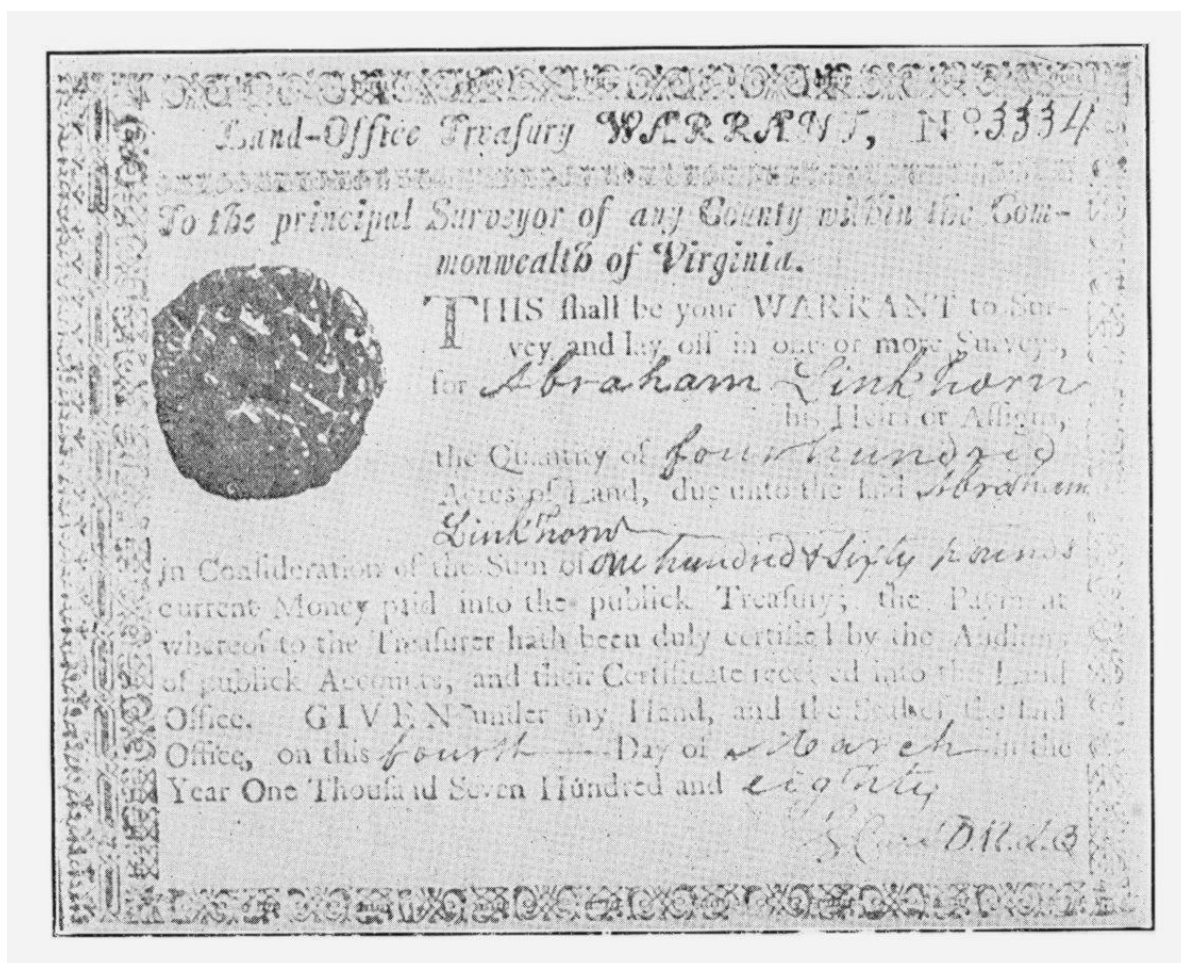 Land-Office Treaſury WARRANT, No. 3334
To the principal Surveyor of any County within the Com-
monwealth of Virginia.
THIS ſhall be your WARRANT to Sur-
vey and lay off in one or more Surveys,
for Abraham Linkhorn
his Heirs or Aſſigns,
the Quantity of four hundred
Acres of Land, due unto the ſaid Abraham
Linkhorn
in Conſideration of the Sum of one hundred & Sixty pounds
current Money paid into the publick Treaſury; the Payment
whereof to the Treaſurer hath been duly certified by the Auditors
of publick Accounts, and their Certificate received into the Land
Office. GIVEN under my Hand, and the Seal of the ſaid
Office, on this fourth Day of March in the
Year One Thouſand Seven Hundred and eighty